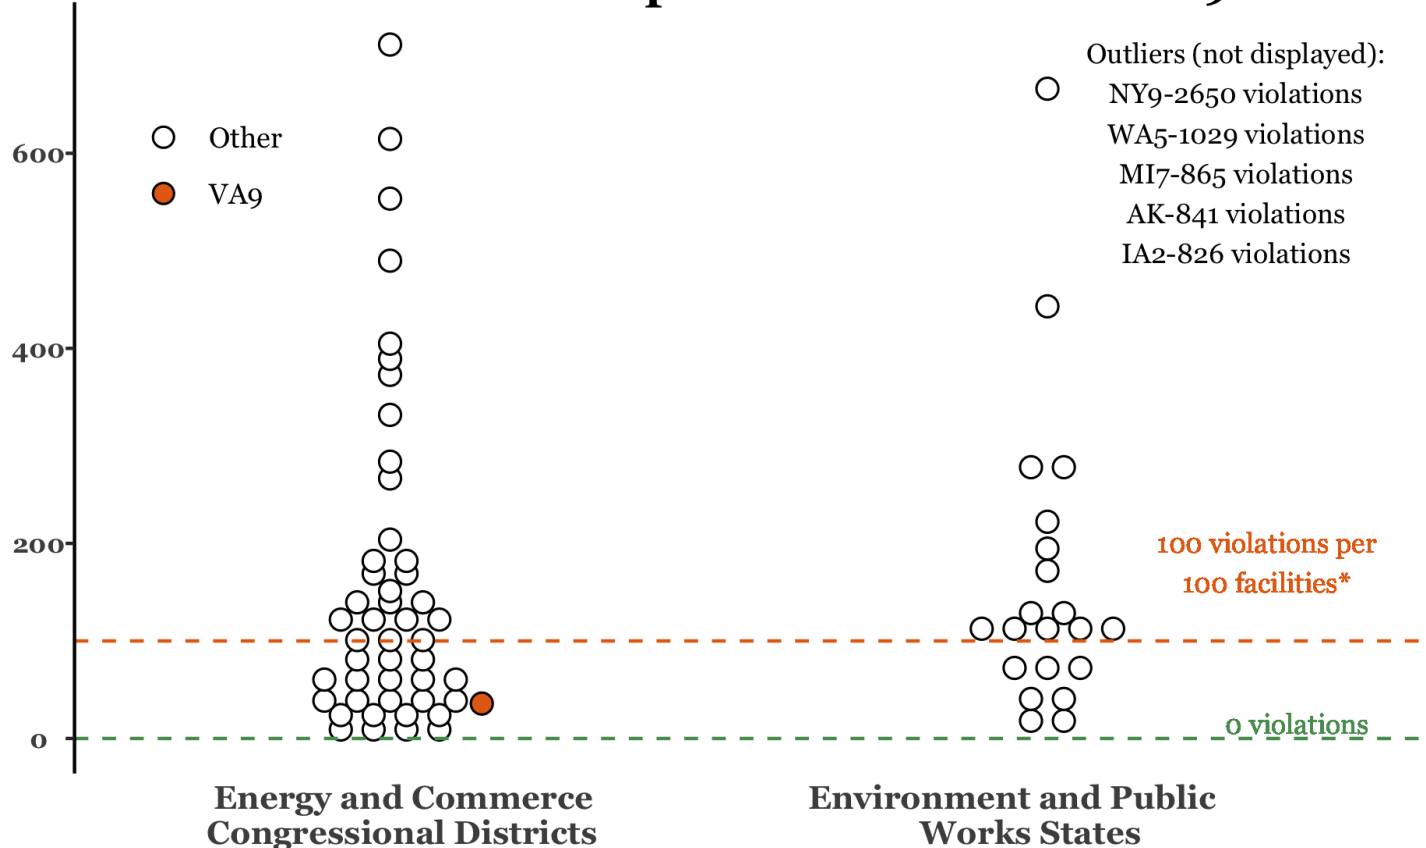 Outliers (not displayed):
NY9-2650 violations
WA5-1029 violations
MI7-865 violations
AK-841 violations
IA2-826 violations
Other
VA9
600
400
200
0
100 violations per
100 facilities*
0 violations
Energy and Commerce
Congressional Districts
Environment and Public
Works States